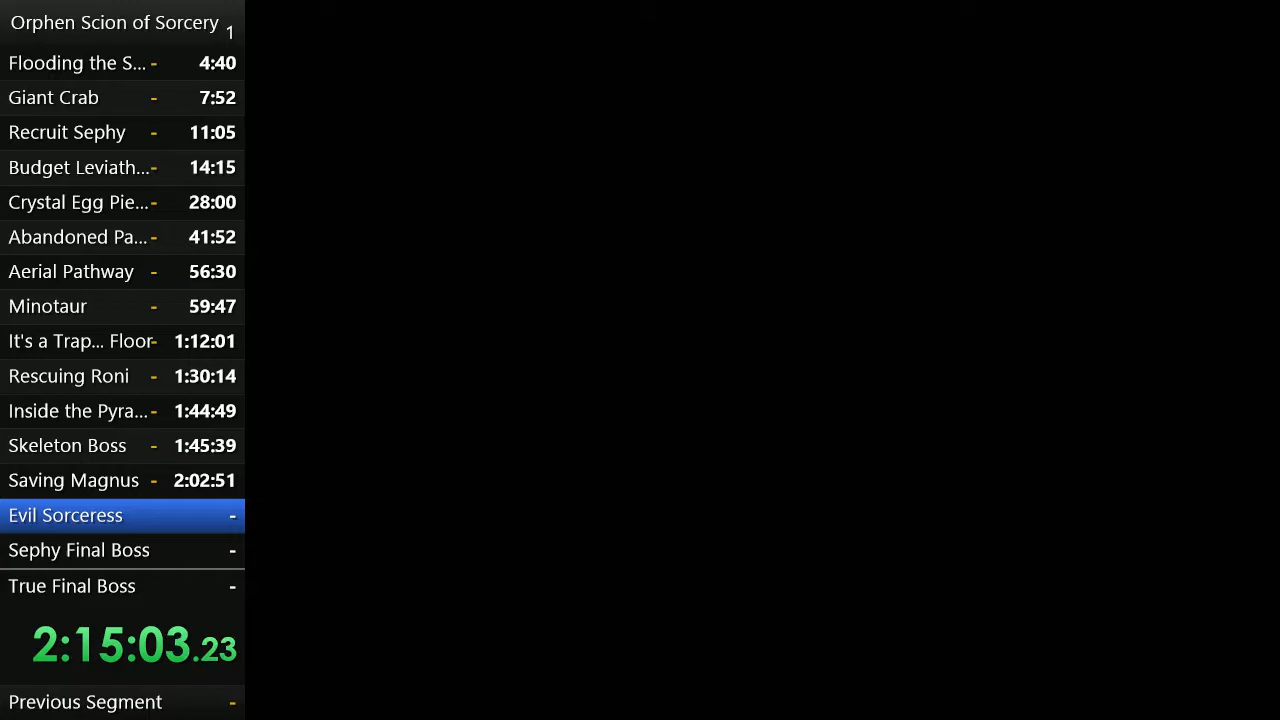 Orphen Scion of Sorcery 1
Flooding the S... - 4:40
Giant Crab - 7:52
Recruit Sephy - 11:05
Budget Leviath... - 14:15
Crystal Egg Pie... - 28:00
Abandoned Pa... - 41:52
Aerial Pathway - 56:30
Minotaur - 59:47
It's a Trap... Floor - 1:12:01
Rescuing Roni - 1:30:14
Inside the Pyra... - 1:44:49
Skeleton Boss - 1:45:39
Saving Magnus - 2:02:51
Evil Sorceress -
Sephy Final Boss -
True Final Boss -
2:15:03.23
Previous Segment -